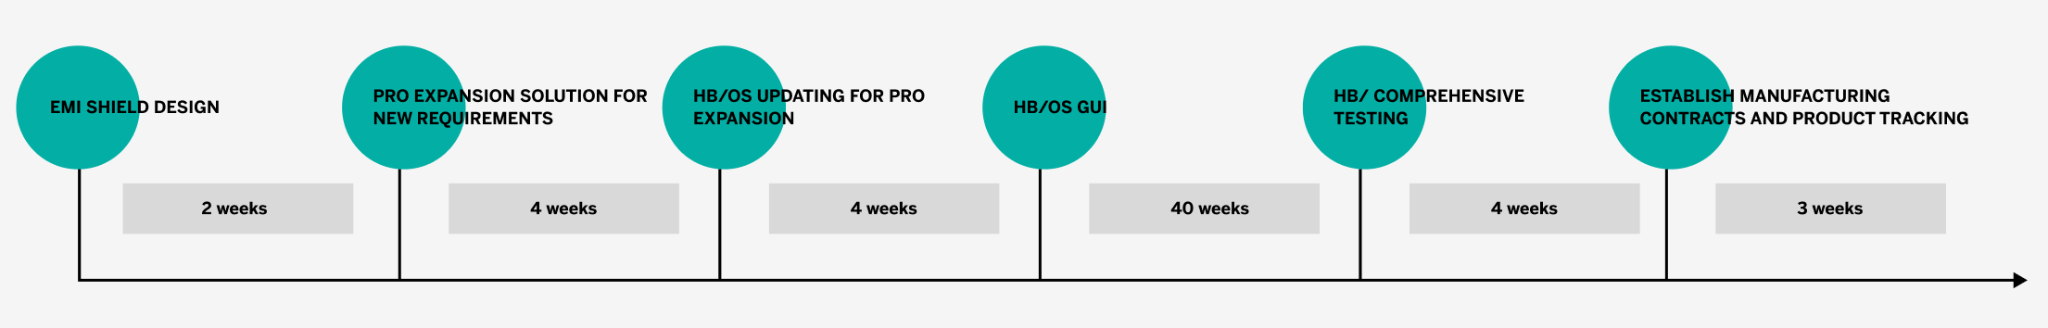 EMI SHIELD DESIGN
PRO EXPANSION SOLUTION FOR
NEW REQUIREMENTS
HB/OS UPDATING FOR PRO
EXPANSION
HB/OS GUI
HB/ COMPREHENSIVE
TESTING
ESTABLISH MANUFACTURING
CONTRACTS AND PRODUCT TRACKING
2 weeks
4 weeks
4 weeks
40 weeks
4 weeks
3 weeks